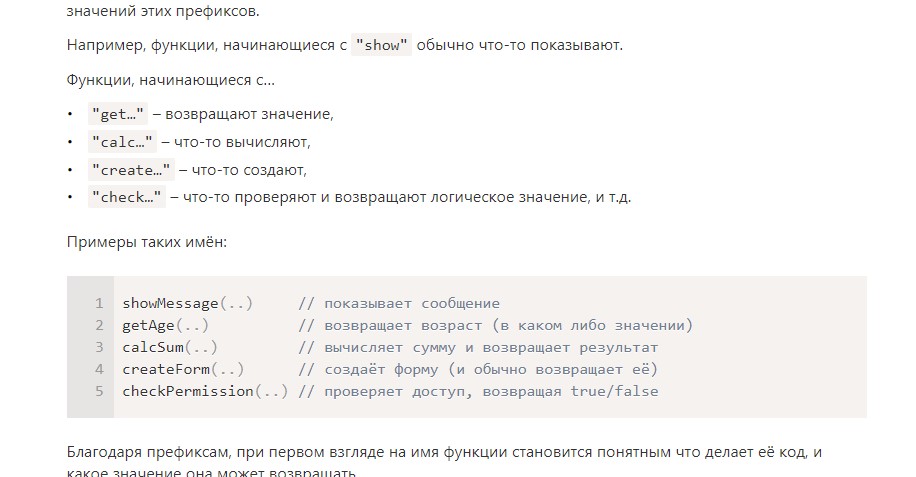 значений этих префиксов.
Например, функции, начинающиеся с "show" обычно что-то показывают.
Функции, начинающиеся с…
• "get…" – возвращают значение,
• "calc…" – что-то вычисляют,
• "create…" – что-то создают,
• "check…" – что-то проверяют и возвращают логическое значение, и т.д.
Примеры таких имён:
1 showMessage(..) // показывает сообщение
2 getAge(..) // возвращает возраст (в каком либо значении)
3 calcSum(..) // вычисляет сумму и возвращает результат
4 createForm(..) // создаёт форму (и обычно возвращает её)
5 checkPermission(..) // проверяет доступ, возвращая true/false
Благодаря префиксам, при первом взгляде на имя функции становится понятным что делает её код, и
какое значение она может возвращать.